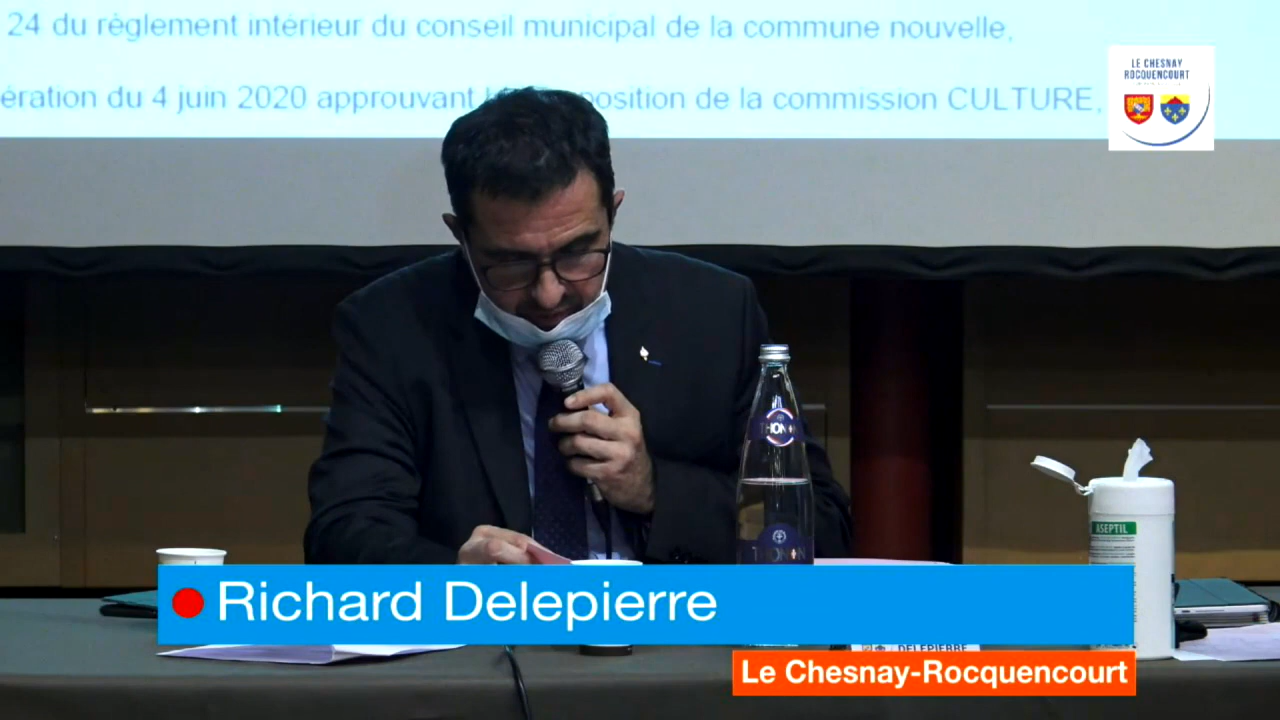 24 du règlement intérieur du conseil municipal de la commune nouvelle,
ération du 4 juin 2020 approuvant position de la commission CULTURE,
LE CHESNAY
ROCQUENCOURT
THONON
THONON
ASEPTIL
Richard Delepierre
DELEPIERRE
Le Chesnay-Rocquencourt